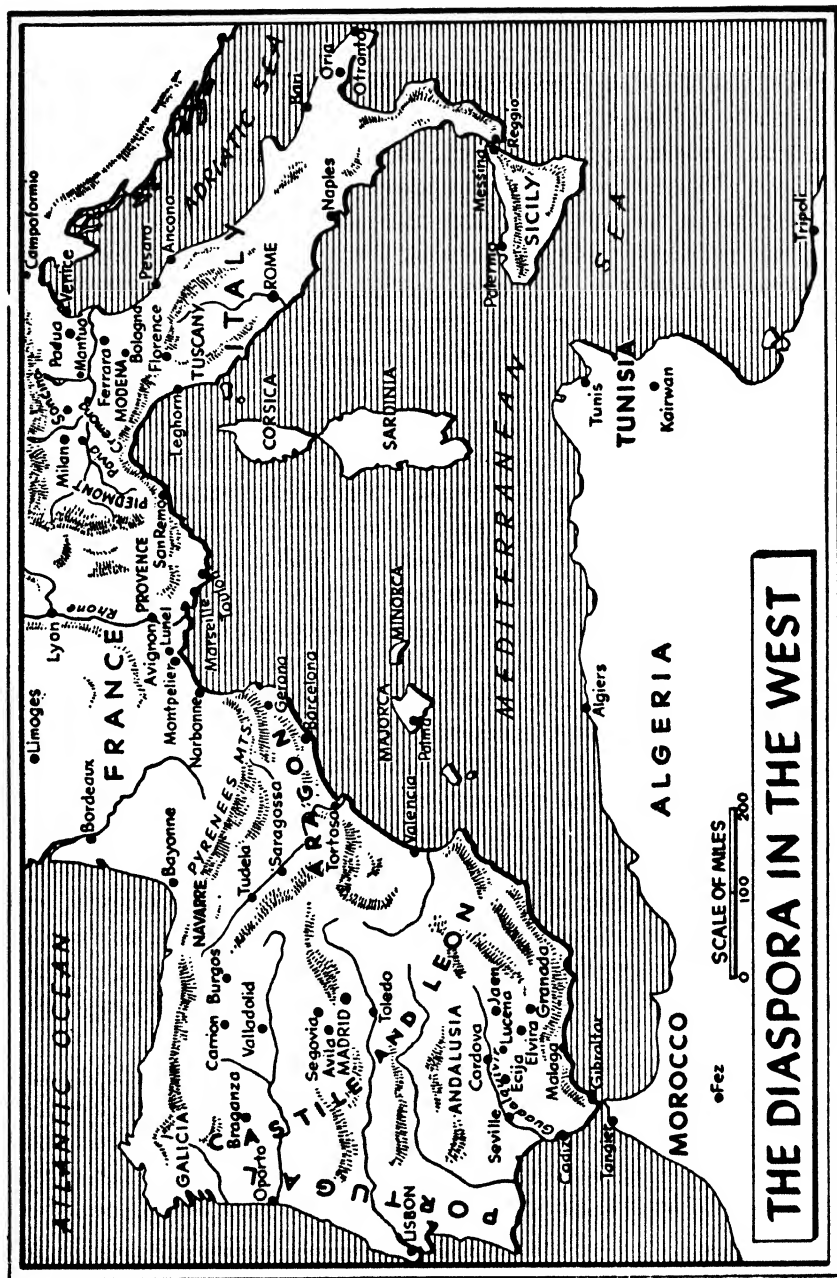 ATLANTIC OCEAN
Limoges
Lyon
Rhone
Bordeaux
FRANCE
PROVENCE
Avignon
Lunel
Montpelier
Narbonne
Marseille
Toulon
San Remo
PIEDMONT
Milan
Pavia
Cremona
Mantua
Padua
Venice
Campoformio
Ferrara
MODENA
Bologna
Florence
TUSCANY
Leghorn
Pesaro
Ancona
ADRIATIC SEA
ITALY
ROME
Naples
Bari
Oria
Otranto
Messina
Reggio
Palermo
SICILY
CORSICA
SARDINIA
MEDITERRANEAN SEA
MINORCA
MAJORCA
Palma
Bayonne
NAVARRE
PYRENEES MTS.
Tudela
Saragossa
ARAGON
Gerona
Barcelona
Tortosa
Valencia
GALICIA
Carrion
Burgos
Valladolid
Braganza
Oporto
Segovia
Avila
MADRID
Toledo
CASTILE AND LEON
PORTUGAL
LISBON
ANDALUSIA
Cordova
Jaen
Lucena
Ecija
Elvira
Granada
Seville
Malaga
Cadiz
Gibraltar
Tangier
MOROCCO
Fez
ALGERIA
Algiers
TUNISIA
Tunis
Kairwan
Tripoli
SCALE OF MILES
0 100 200
THE DIASPORA IN THE WEST